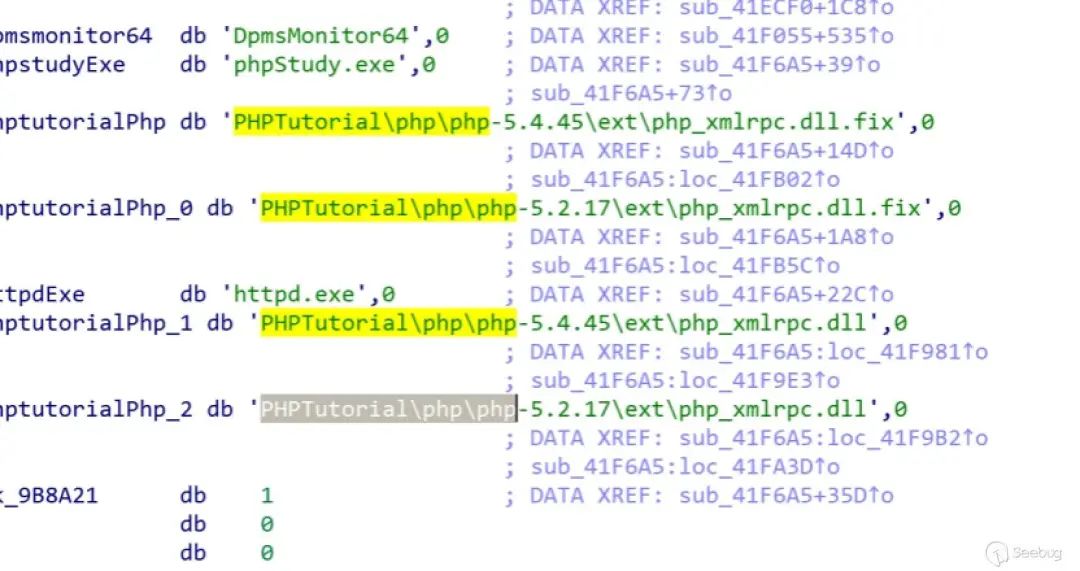 ; DATA XREF: sub_41ECF0+1C8↑o
pmsmonitor64 db 'DpmsMonitor64',0 ; DATA XREF: sub_41F055+535↑o
hpstudyExe db 'phpStudy.exe',0 ; DATA XREF: sub_41F6A5+39↑o
; sub_41F6A5+73↑o
hptutorialPhp db 'PHPTutorial\php\php-5.4.45\ext\php_xmlrpc.dll.fix',0
; DATA XREF: sub_41F6A5+14D↑o
; sub_41F6A5:loc_41FB02↑o
hptutorialPhp_0 db 'PHPTutorial\php\php-5.2.17\ext\php_xmlrpc.dll.fix',0
; DATA XREF: sub_41F6A5+1A8↑o
; sub_41F6A5:loc_41FB5C↑o
ttpdExe db 'httpd.exe',0 ; DATA XREF: sub_41F6A5+22C↑o
hptutorialPhp_1 db 'PHPTutorial\php\php-5.4.45\ext\php_xmlrpc.dll',0
; DATA XREF: sub_41F6A5:loc_41F981↑o
; sub_41F6A5:loc_41F9E3↑o
hptutorialPhp_2 db 'PHPTutorial\php\php-5.2.17\ext\php_xmlrpc.dll',0
; DATA XREF: sub_41F6A5:loc_41F9B2↑o
; sub_41F6A5:loc_41FA3D↑o
k_9B8A21 db 1 ; DATA XREF: sub_41F6A5+35D↑o
db 0
db 0
Seebug